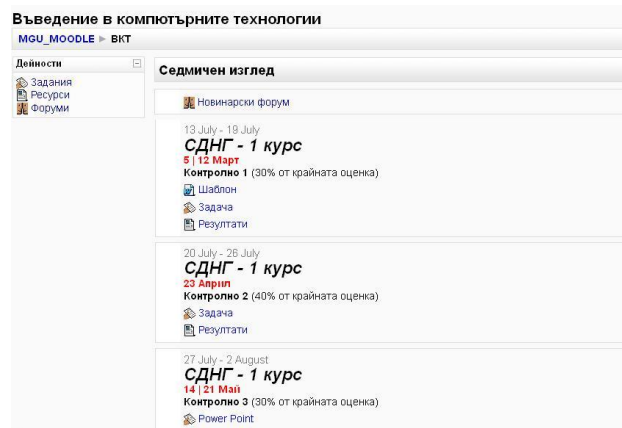 Въведение в компютърните технологии
MGU_MOODLE ► ВКТ
Дейности
Задания
Ресурси
Форуми
Седмичен изглед
Новинарски форум
13 July - 19 July
СДНГ - 1 курс
5 | 12 Март
Контролно 1 (30% от крайната оценка)
Шаблон
Задача
Резултати
20 July - 26 July
СДНГ - 1 курс
23 Април
Контролно 2 (40% от крайната оценка)
Задача
Резултати
27 July - 2 August
СДНГ - 1 курс
14 | 21 Май
Контролно 3 (30% от крайната оценка)
Power Point